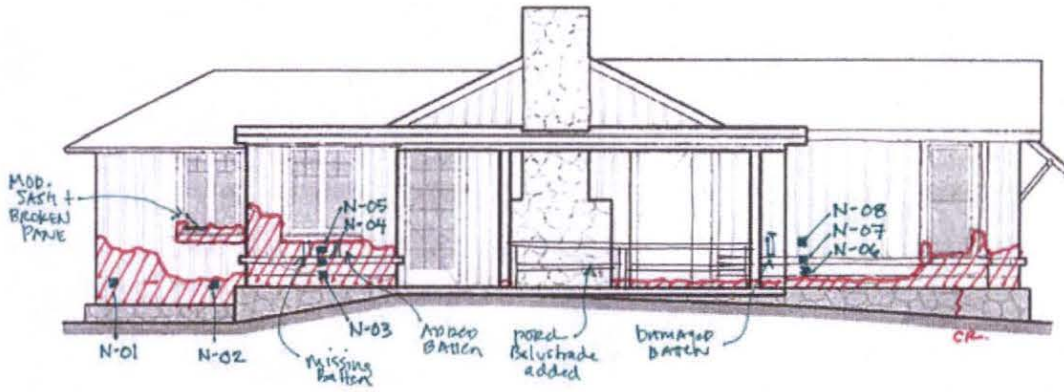 MOD.
SASH +
BROKEN
PANE
N-05
N-04
N-08
N-07
N-06
N-01
N-02
N-03
Missing
Batten
ADDED
BATTEN
porch
Balustrade
added
DAMAGED
BATTEN
CR.